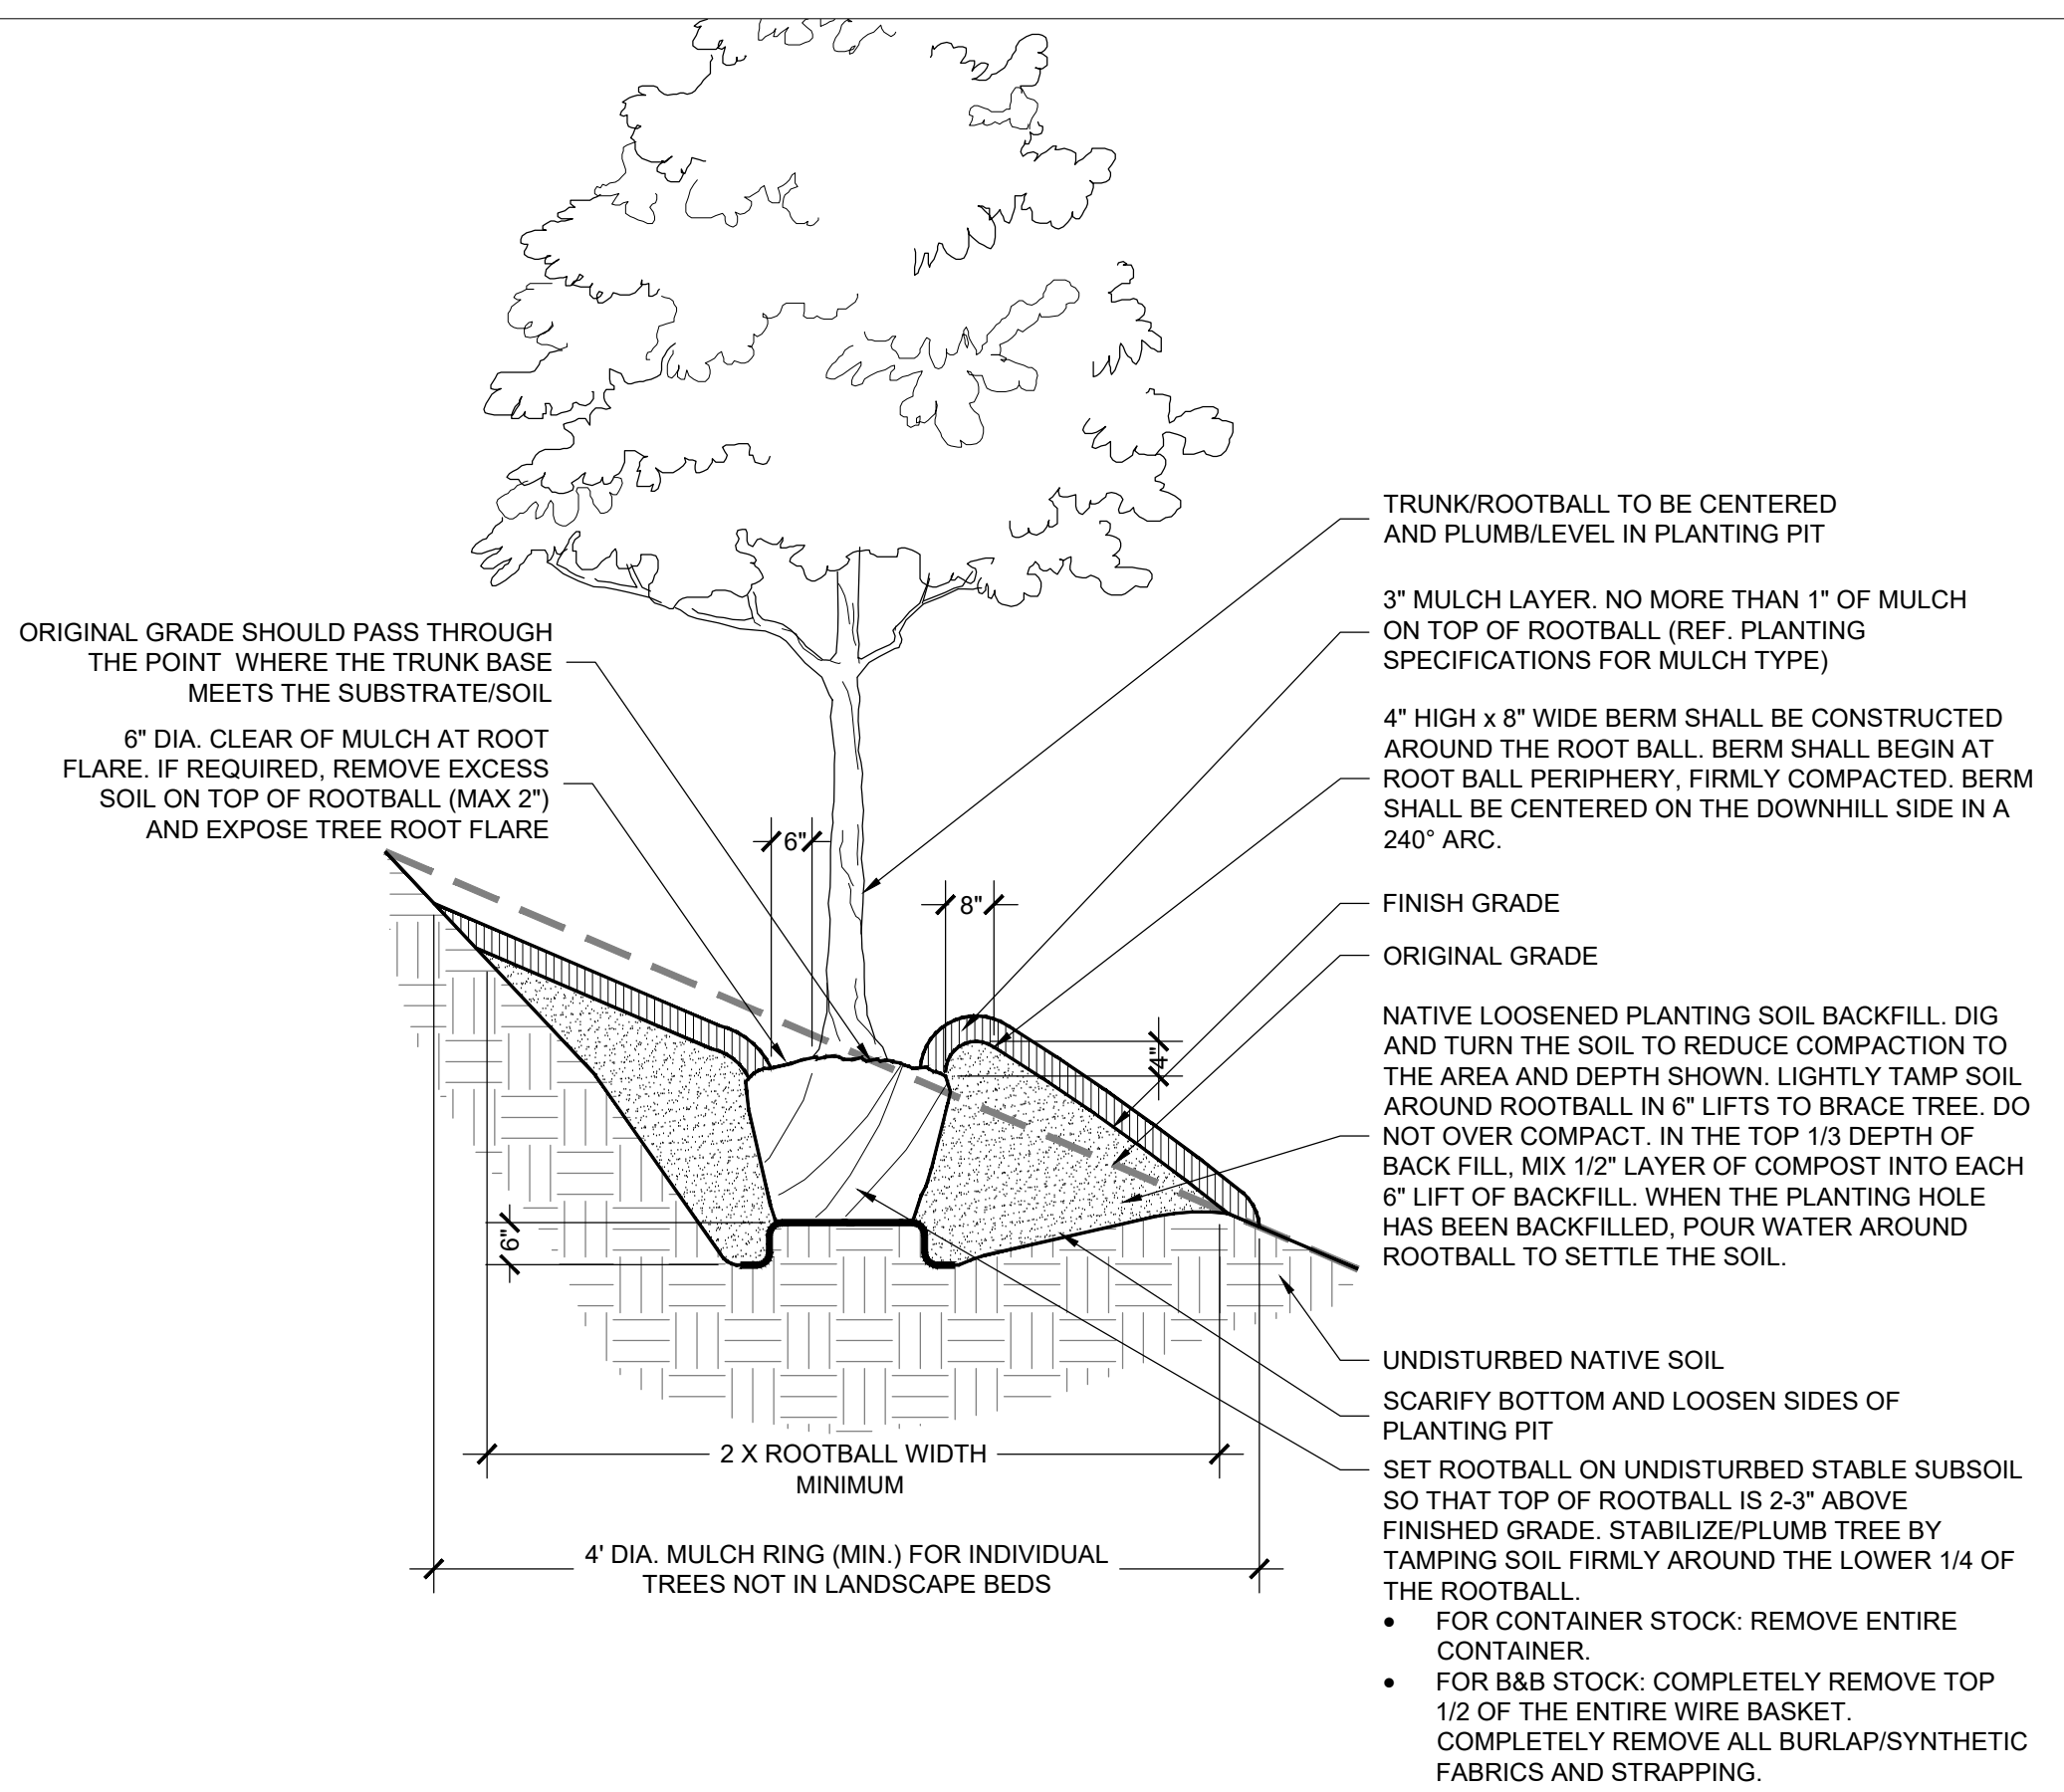 ORIGINAL GRADE SHOULD PASS THROUGH
THE POINT WHERE THE TRUNK BASE
MEETS THE SUBSTRATE/SOIL
6" DIA. CLEAR OF MULCH AT ROOT
FLARE. IF REQUIRED, REMOVE EXCESS
SOIL ON TOP OF ROOTBALL (MAX 2")
AND EXPOSE TREE ROOT FLARE
6"
8"
4"
6"
2 X ROOTBALL WIDTH
MINIMUM
4' DIA. MULCH RING (MIN.) FOR INDIVIDUAL
TREES NOT IN LANDSCAPE BEDS
TRUNK/ROOTBALL TO BE CENTERED
AND PLUMB/LEVEL IN PLANTING PIT
3" MULCH LAYER. NO MORE THAN 1" OF MULCH
ON TOP OF ROOTBALL (REF. PLANTING
SPECIFICATIONS FOR MULCH TYPE)
4" HIGH x 8" WIDE BERM SHALL BE CONSTRUCTED
AROUND THE ROOT BALL. BERM SHALL BEGIN AT
ROOT BALL PERIPHERY, FIRMLY COMPACTED. BERM
SHALL BE CENTERED ON THE DOWNHILL SIDE IN A
240° ARC.
FINISH GRADE
ORIGINAL GRADE
NATIVE LOOSENED PLANTING SOIL BACKFILL. DIG
AND TURN THE SOIL TO REDUCE COMPACTION TO
THE AREA AND DEPTH SHOWN. LIGHTLY TAMP SOIL
AROUND ROOTBALL IN 6" LIFTS TO BRACE TREE. DO
NOT OVER COMPACT. IN THE TOP 1/3 DEPTH OF
BACK FILL, MIX 1/2" LAYER OF COMPOST INTO EACH
6" LIFT OF BACKFILL. WHEN THE PLANTING HOLE
HAS BEEN BACKFILLED, POUR WATER AROUND
ROOTBALL TO SETTLE THE SOIL.
UNDISTURBED NATIVE SOIL
SCARIFY BOTTOM AND LOOSEN SIDES OF
PLANTING PIT
SET ROOTBALL ON UNDISTURBED STABLE SUBSOIL
SO THAT TOP OF ROOTBALL IS 2-3" ABOVE
FINISHED GRADE. STABILIZE/PLUMB TREE BY
TAMPING SOIL FIRMLY AROUND THE LOWER 1/4 OF
THE ROOTBALL.
• FOR CONTAINER STOCK: REMOVE ENTIRE
CONTAINER.
• FOR B&B STOCK: COMPLETELY REMOVE TOP
1/2 OF THE ENTIRE WIRE BASKET.
COMPLETELY REMOVE ALL BURLAP/SYNTHETIC
FABRICS AND STRAPPING.